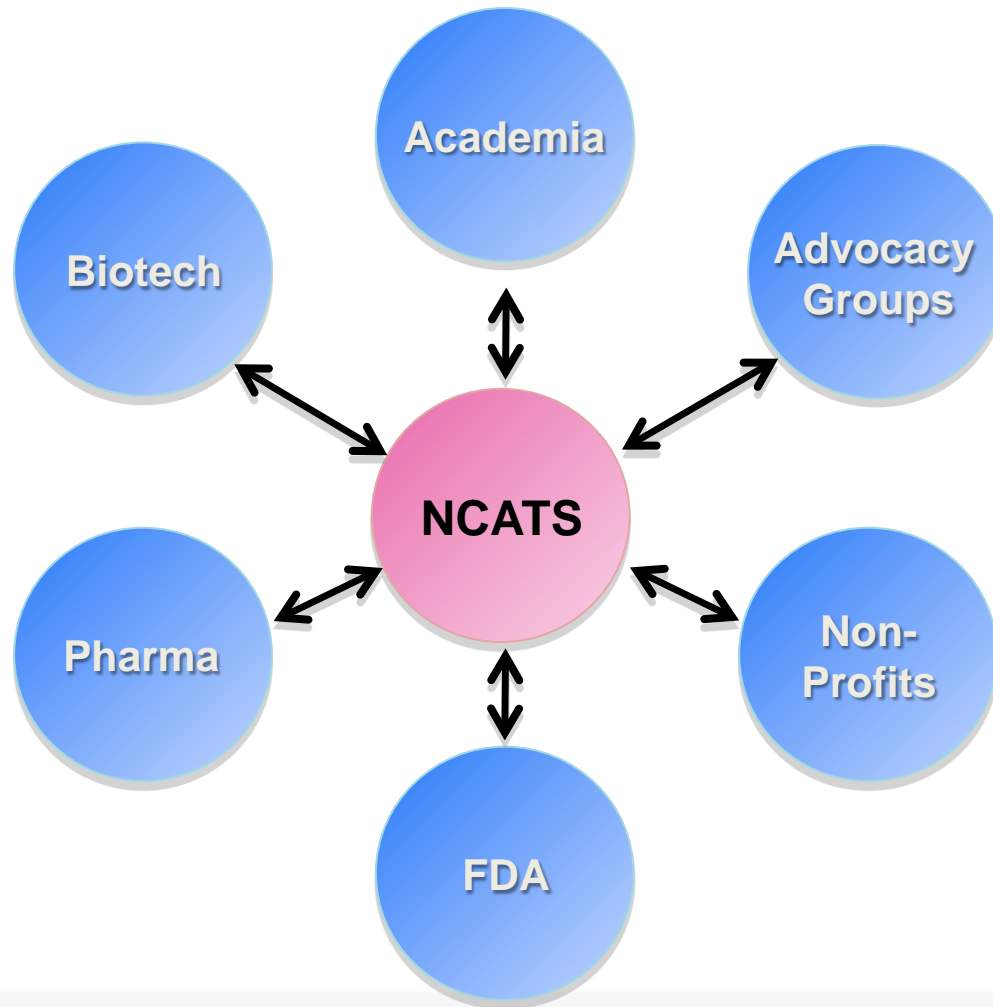 Academia
Biotech
Advocacy
Groups
NCATS
Pharma
Non-
Profits
FDA